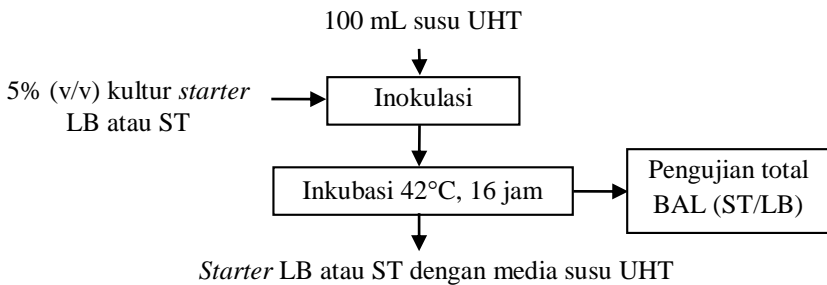 100 mL susu UHT
5% (v/v) kultur starter
LB atau ST
Inokulasi
Inkubasi 42°C, 16 jam
Pengujian total
BAL (ST/LB)
Starter LB atau ST dengan media susu UHT